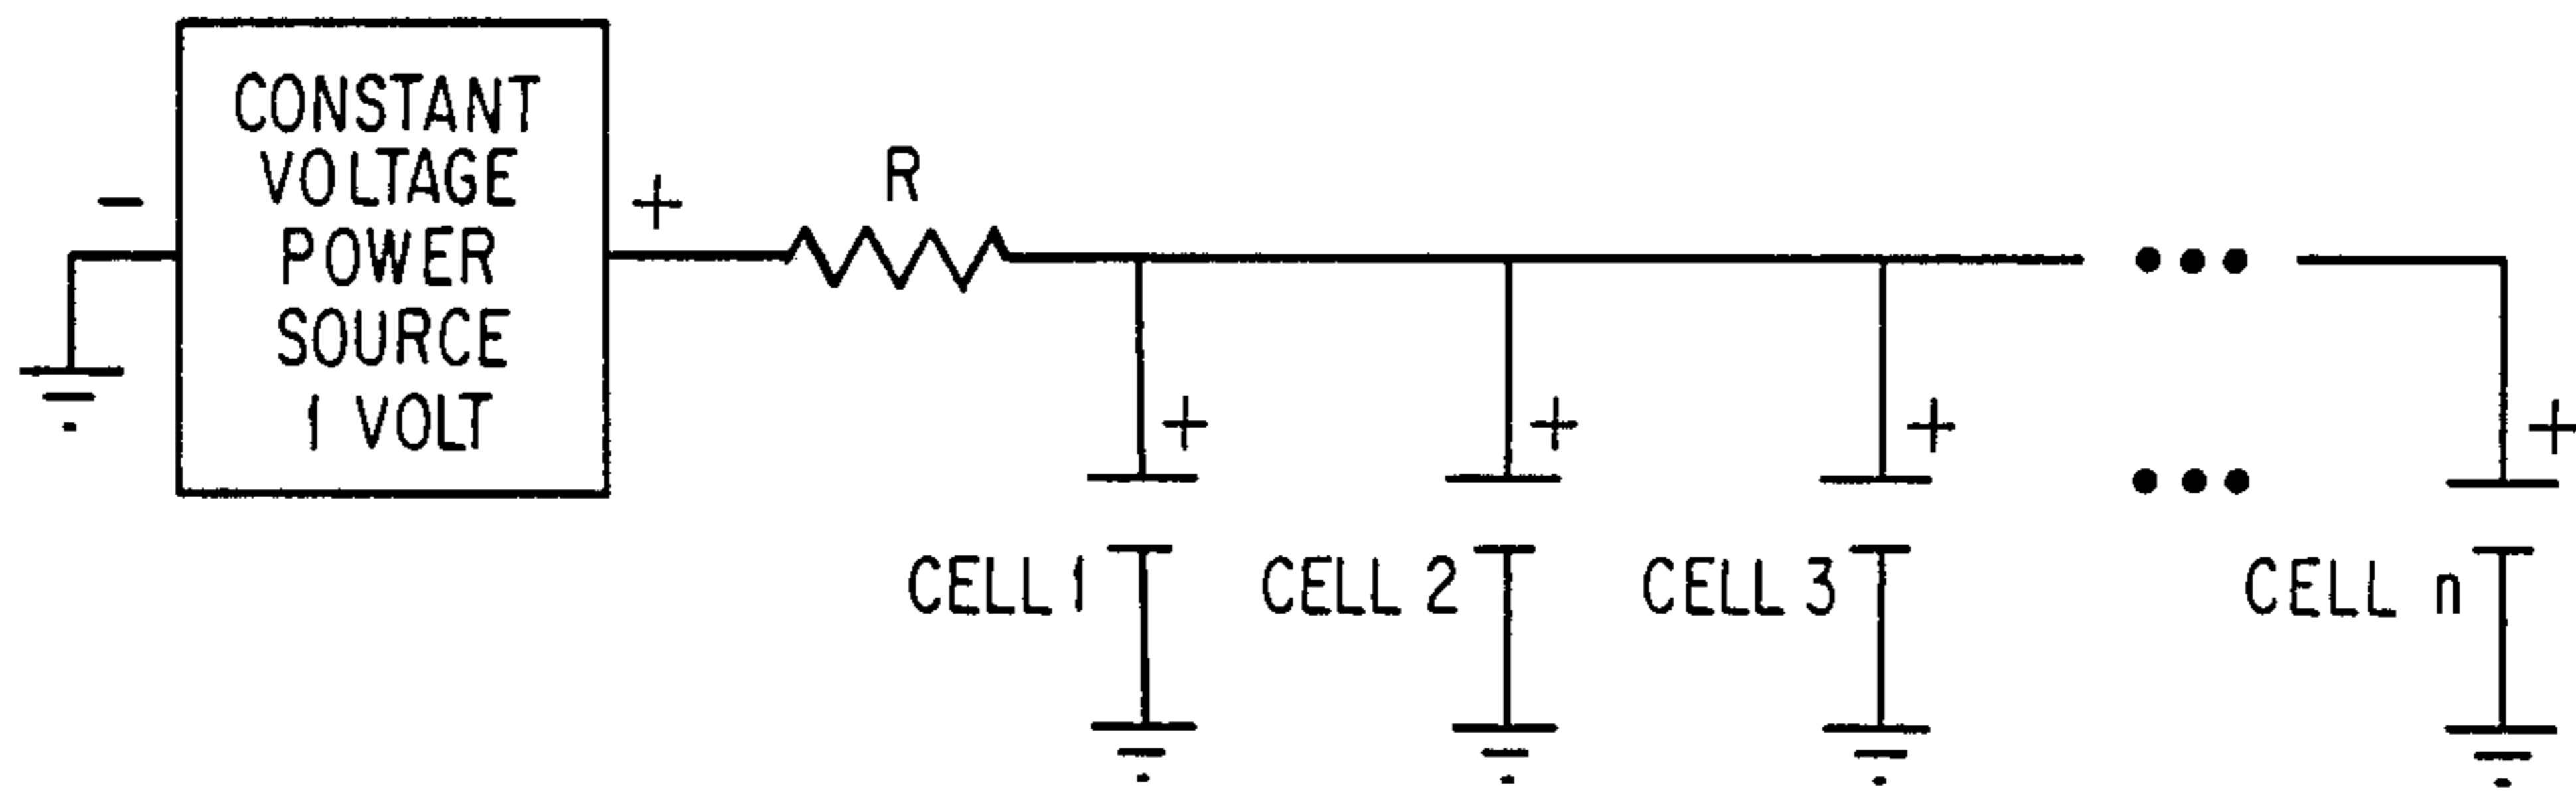 CONSTANT
VOLTAGE
POWER
SOURCE
1 VOLT
−
+
R
+
+
+
+
CELL 1
CELL 2
CELL 3
CELL n